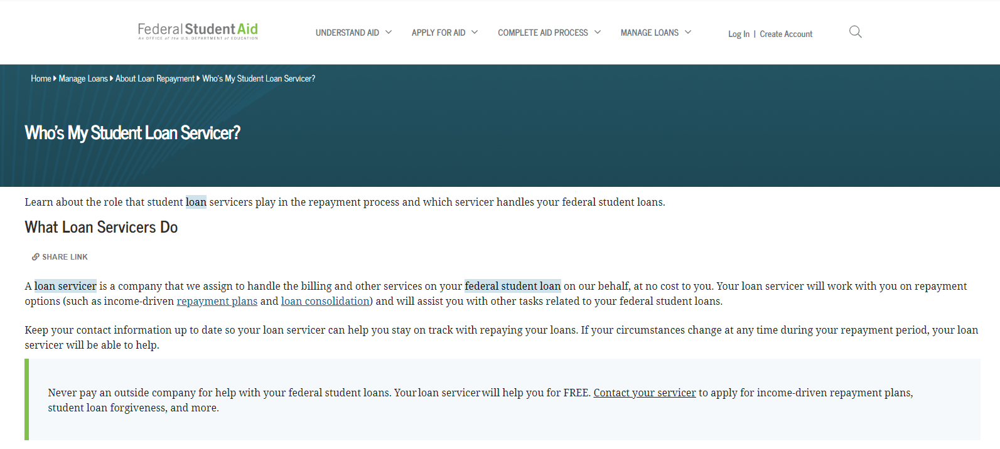 Federal StudentAid
An OFFICE of the U.S. DEPARTMENT of EDUCATION
UNDERSTAND AID
APPLY FOR AID
COMPLETE AID PROCESS
MANAGE LOANS
Log In | Create Account
Home Manage Loans About Loan Repayment Who's My Student Loan Servicer?
Who's My Student Loan Servicer?
Learn about the role that student loan servicers play in the repayment process and which servicer handles your federal student loans.
What Loan Servicers Do
SHARE LINK
A loan servicer is a company that we assign to handle the billing and other services on your federal student loan on our behalf, at no cost to you. Your loan servicer will work with you on repayment
options (such as income-driven repayment plans and loan consolidation) and will assist you with other tasks related to your federal student loans.
Keep your contact information up to date so your loan servicer can help you stay on track with repaying your loans. If your circumstances change at any time during your repayment period, your loan
servicer will be able to help.
Never pay an outside company for help with your federal student loans. Your loan servicer will help you for FREE. Contact your servicer to apply for income-driven repayment plans,
student loan forgiveness, and more.